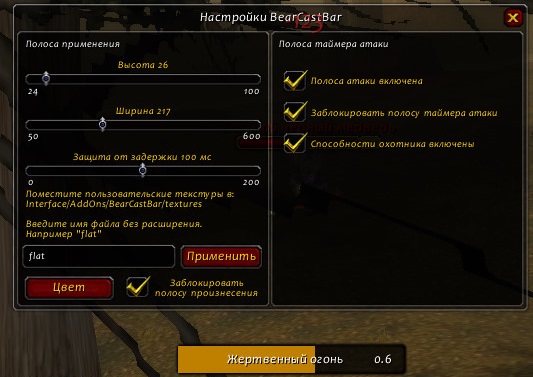 Настройки BearCastBar
Полоса применения
Высота 26
24
100
Ширина 217
50
600
Защита от задержки 100 мс
0
200
Поместите пользовательские текстуры в:
Interface/AddOns/BearCastBar/textures
Введите имя файла без расширения.
Например "flat"
flat
Применить
Цвет
Заблокировать
полосу произнесения
Полоса таймера атаки
Полоса атаки включена
Заблокировать полосу таймера атаки
Способности охотника включены
Жертвенный огонь 0.6